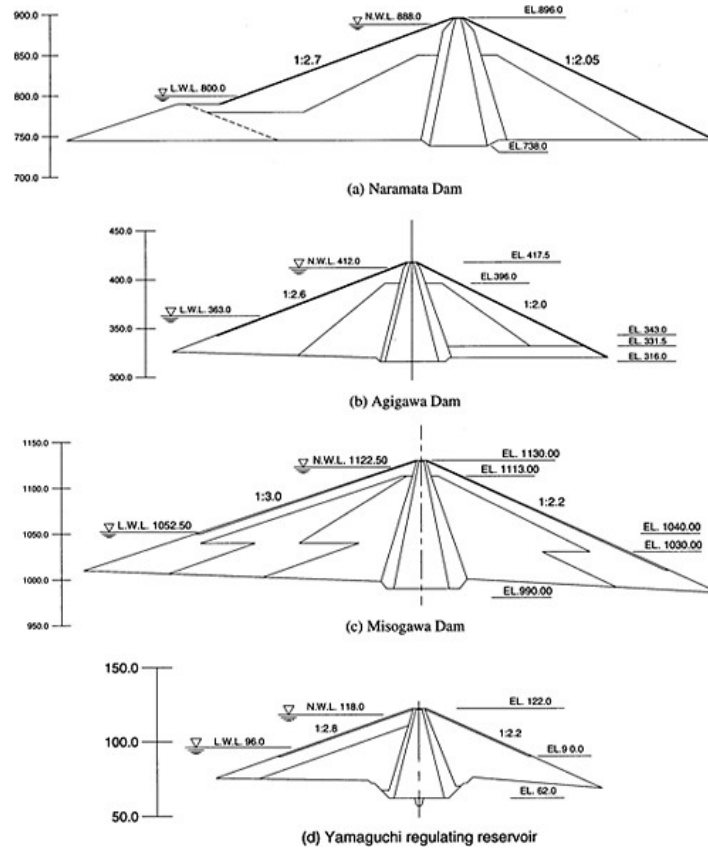 900.0
N.W.L. 888.0
EL.896.0
850.0
1:2.7
1:2.05
L.W.L. 800.0
800.0
750.0
EL.738.0
700.0
(a) Naramata Dam
450.0
N.W.L. 412.0
EL. 417.5
400.0
EL.396.0
1:2.6
1:2.0
L.W.L. 363.0
350.0
EL. 343.0
EL. 331.5
EL. 316.0
300.0
(b) Agigawa Dam
1150.0
N.W.L. 1122.50
EL. 1130.00
EL. 1113.00
1100.0
1:3.0
1:2.2
L.W.L. 1052.50
1050.0
EL. 1040.00
EL. 1030.00
1000.0
EL.990.00
950.0
(c) Misogawa Dam
150.0
N.W.L. 118.0
EL. 122.0
1:2.8
1:2.2
L.W.L. 96.0
100.0
EL.9 0.0
EL. 62.0
50.0
(d) Yamaguchi regulating reservoir